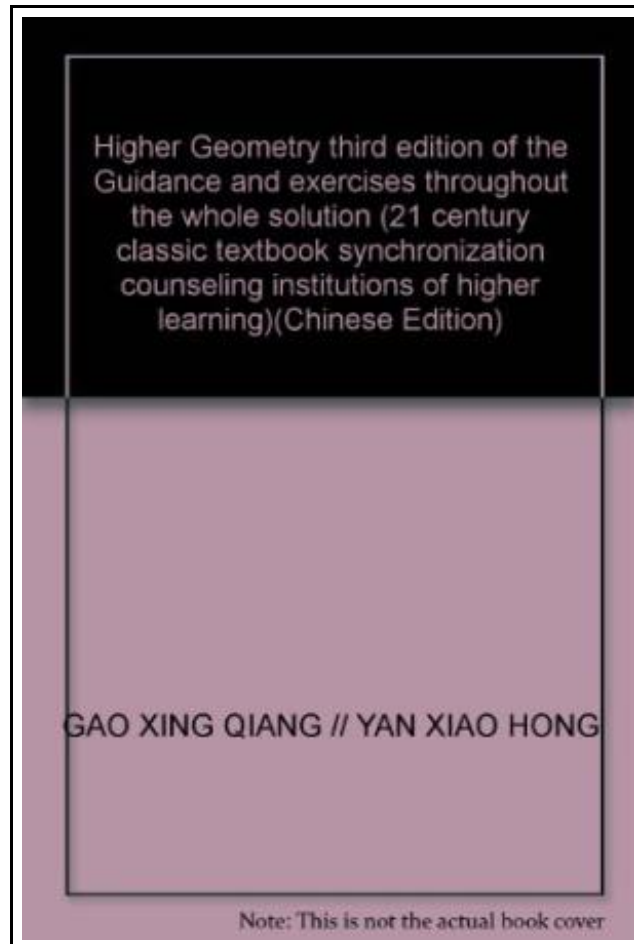 Higher Geometry third edition of the
Guidance and exercises throughout
the whole solution (21 century
classic textbook synchronization
counseling institutions of higher
learning)(Chinese Edition)
GAO XING QIANG // YAN XIAO HONG
Note: This is not the actual book cover